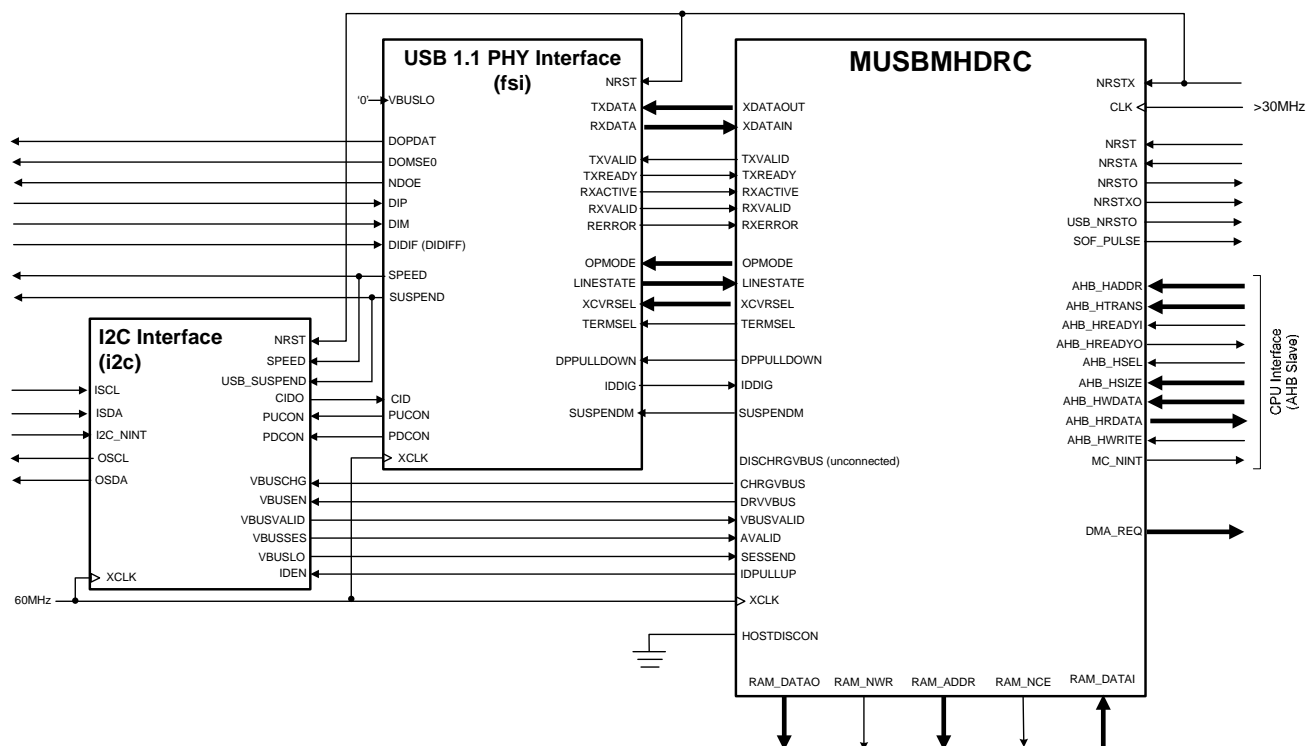 USB 1.1 PHY Interface
(fsi)
NRST
'0'
VBUSLO
TXDATA
RXDATA
DOPDAT
DOMSE0
NDOE
DIP
DIM
DIDIF (DIDIFF)
SPEED
SUSPEND
TXVALID
TXREADY
RXACTIVE
RXVALID
RERROR
OPMODE
LINESTATE
XCVRSEL
TERMSEL
DPPULLDOWN
IDDIG
SUSPENDM
CID
PUCON
PDCON
XCLK
I2C Interface
(i2c)
NRST
SPEED
USB_SUSPEND
CIDO
PUCON
PDCON
ISCL
ISDA
I2C_NINT
OSCL
OSDA
VBUSCHG
VBUSEN
VBUSVALID
VBUSSES
VBUSLO
IDEN
XCLK
60MHz
MUSBMHDRC
XDATAOUT
XDATAIN
TXVALID
TXREADY
RXACTIVE
RXVALID
RXERROR
OPMODE
LINESTATE
XCVRSEL
TERMSEL
DPPULLDOWN
IDDIG
SUSPENDM
DISCHRGVBUS (unconnected)
CHRGVBUS
DRVVBUS
VBUSVALID
AVALID
SESSEND
IDPULLUP
XCLK
HOSTDISCON
NRSTX
CLK
>30MHz
NRST
NRSTA
NRSTO
NRSTXO
USB_NRSTO
SOF_PULSE
AHB_HADDR
AHB_HTRANS
AHB_HREADYI
AHB_HREADYO
AHB_HSEL
AHB_HSIZE
AHB_HWDATA
AHB_HRDATA
AHB_HWRITE
MC_NINT
CPU Interface
(AHB Slave)
DMA_REQ
RAM_DATAO
RAM_NWR
RAM_ADDR
RAM_NCE
RAM_DATAI